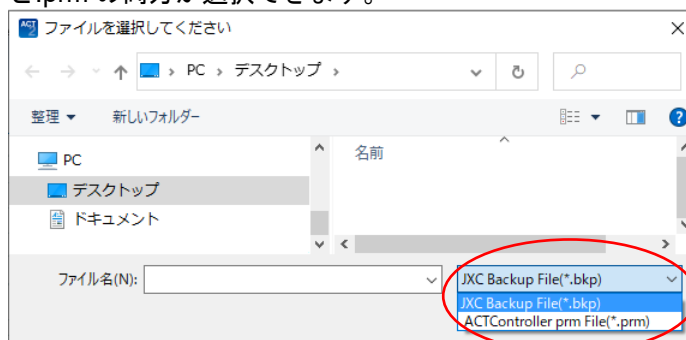 と.prm の両方が選択できます。
ACT2 ファイルを選択してください
PC › デスクトップ ›
整理 新しいフォルダー
PC
名前
デスクトップ
ドキュメント
ファイル名(N):
JXC Backup File(*.bkp)
JXC Backup File(*.bkp)
ACTController prm File(*.prm)